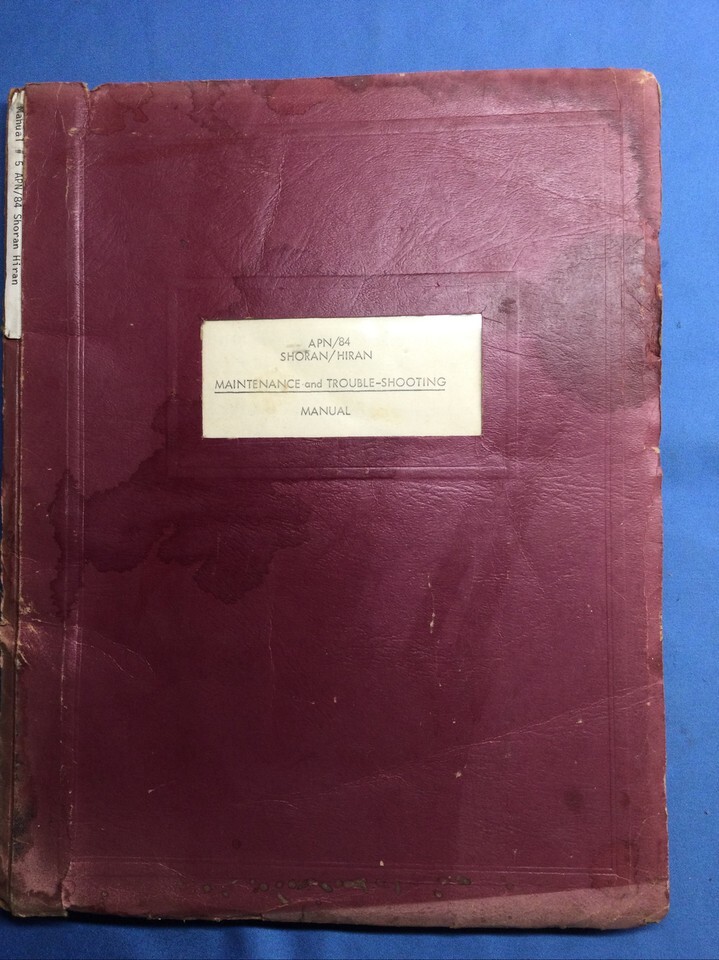 Manual # 5 APN/84 Shoran Hiran
APN/84
SHORAN/HIRAN
MAINTENANCE and TROUBLE-SHOOTING
MANUAL